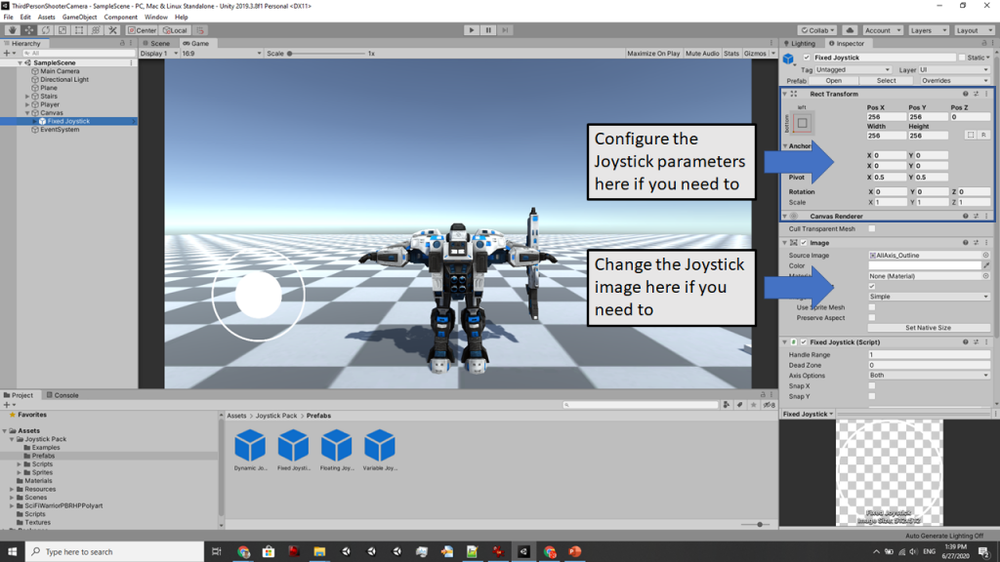 ThirdPersonShooterCamera - SampleScene - PC, Mac & Linux Standalone - Unity 2019.3.8f1 Personal <DX11>
File Edit Assets GameObject Component Window Help
Center Local Collab Account Layers Layout
Hierarchy
All
SampleScene
Main Camera
Directional Light
Plane
Stairs
Player
Canvas
Fixed Joystick
EventSystem
Scene Game
Display 1 16:9 Scale 1x Maximize On Play Mute Audio Stats Gizmos
Configure the
Joystick parameters
here if you need to
Change the Joystick
image here if you
need to
Lighting Inspector
Fixed Joystick Static
Tag Untagged Layer UI
Prefab Open Select Overrides
Rect Transform
left
bottom
Pos X Pos Y Pos Z
256 256 0
Width Height
256 256
R
Anchor
X 0 Y 0
X 0 Y 0
Pivot X 0.5 Y 0.5
Rotation X 0 Y 0 Z 0
Scale X 1 Y 1 Z 1
Canvas Renderer
Cull Transparent Mesh
Image
Source Image AllAxis_Outline
Color
None (Material)
Simple
Use Sprite Mesh
Preserve Aspect
Set Native Size
Fixed Joystick (Script)
Handle Range 1
Dead Zone 0
Axis Options Both
Snap X
Snap Y
Fixed Joystick
Fixed Joystick
Auto Generate Lighting Off
Project Console
Favorites
Assets
Joystick Pack
Examples
Prefabs
Scripts
Sprites
Materials
Resources
Scenes
SciFiWarriorPBRHPPolyart
Scripts
Textures
Assets > Joystick Pack > Prefabs
Dynamic Jo... Fixed Joysti... Floating Joy... Variable Joy...
8
Type here to search
ENG
1:39 PM
6/27/2020